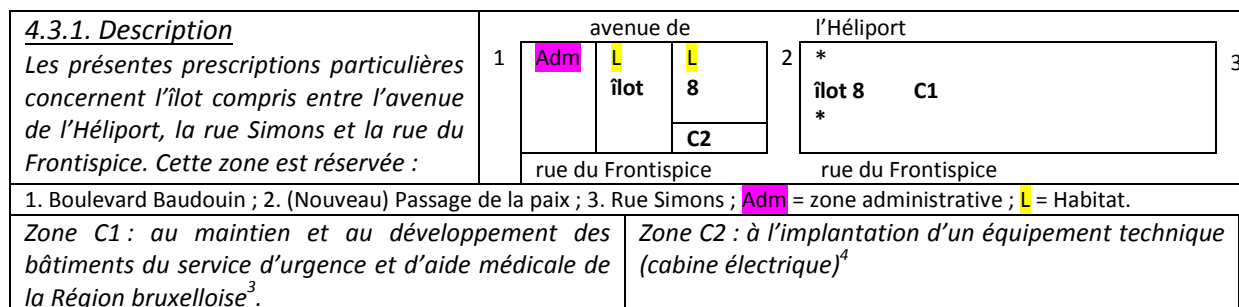 4.3.1. Description
Les présentes prescriptions particulières
concernent l'îlot compris entre l'avenue
de l'Héliport, la rue Simons et la rue du
Frontispice. Cette zone est réservée :
avenue de l'Héliport
1 Adm L L 2 * 3
îlot 8 îlot 8 C1
*
C2
rue du Frontispice rue du Frontispice
1. Boulevard Baudouin ; 2. (Nouveau) Passage de la paix ; 3. Rue Simons ; Adm = zone administrative ; L = Habitat.
Zone C1 : au maintien et au développement des
bâtiments du service d'urgence et d'aide médicale de
la Région bruxelloise³.
Zone C2 : à l'implantation d'un équipement technique
(cabine électrique)⁴